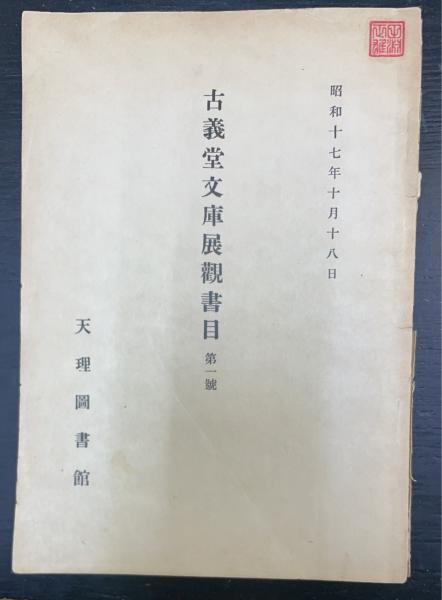 昭和十七年十月十八日
古義堂文庫展觀書目 第一號
天理圖書館